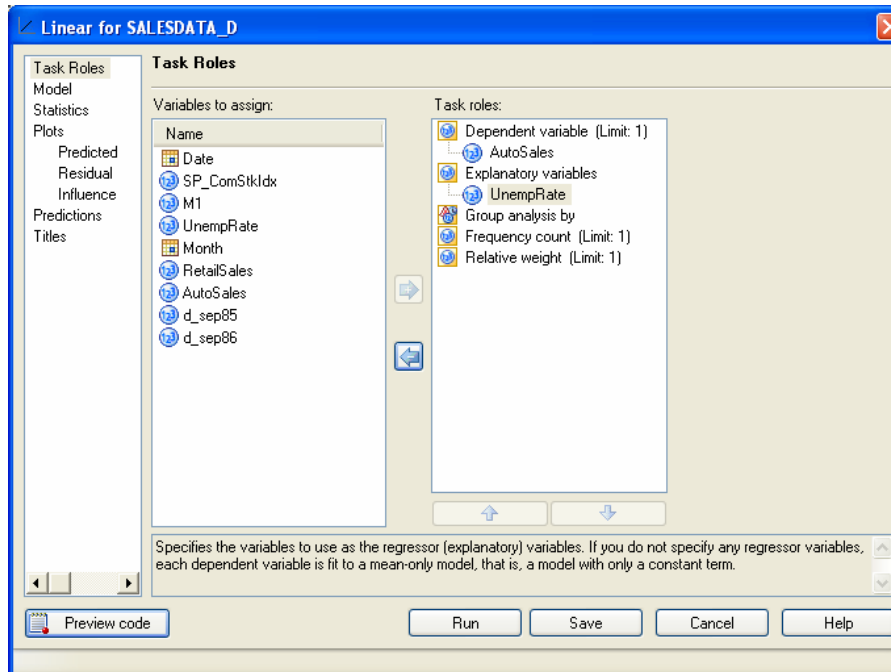 Linear for SALESDATA_D
Task Roles
Model
Statistics
Plots
Predicted
Residual
Influence
Predictions
Titles
Task Roles
Variables to assign:
Name
Date
SP_ComStkIdx
M1
UnempRate
Month
RetailSales
AutoSales
d_sep85
d_sep86
Task roles:
Dependent variable (Limit: 1)
AutoSales
Explanatory variables
UnempRate
Group analysis by
Frequency count (Limit: 1)
Relative weight (Limit: 1)
Specifies the variables to use as the regressor (explanatory) variables. If you do not specify any regressor variables,
each dependent variable is fit to a mean-only model, that is, a model with only a constant term.
Preview code
Run
Save
Cancel
Help